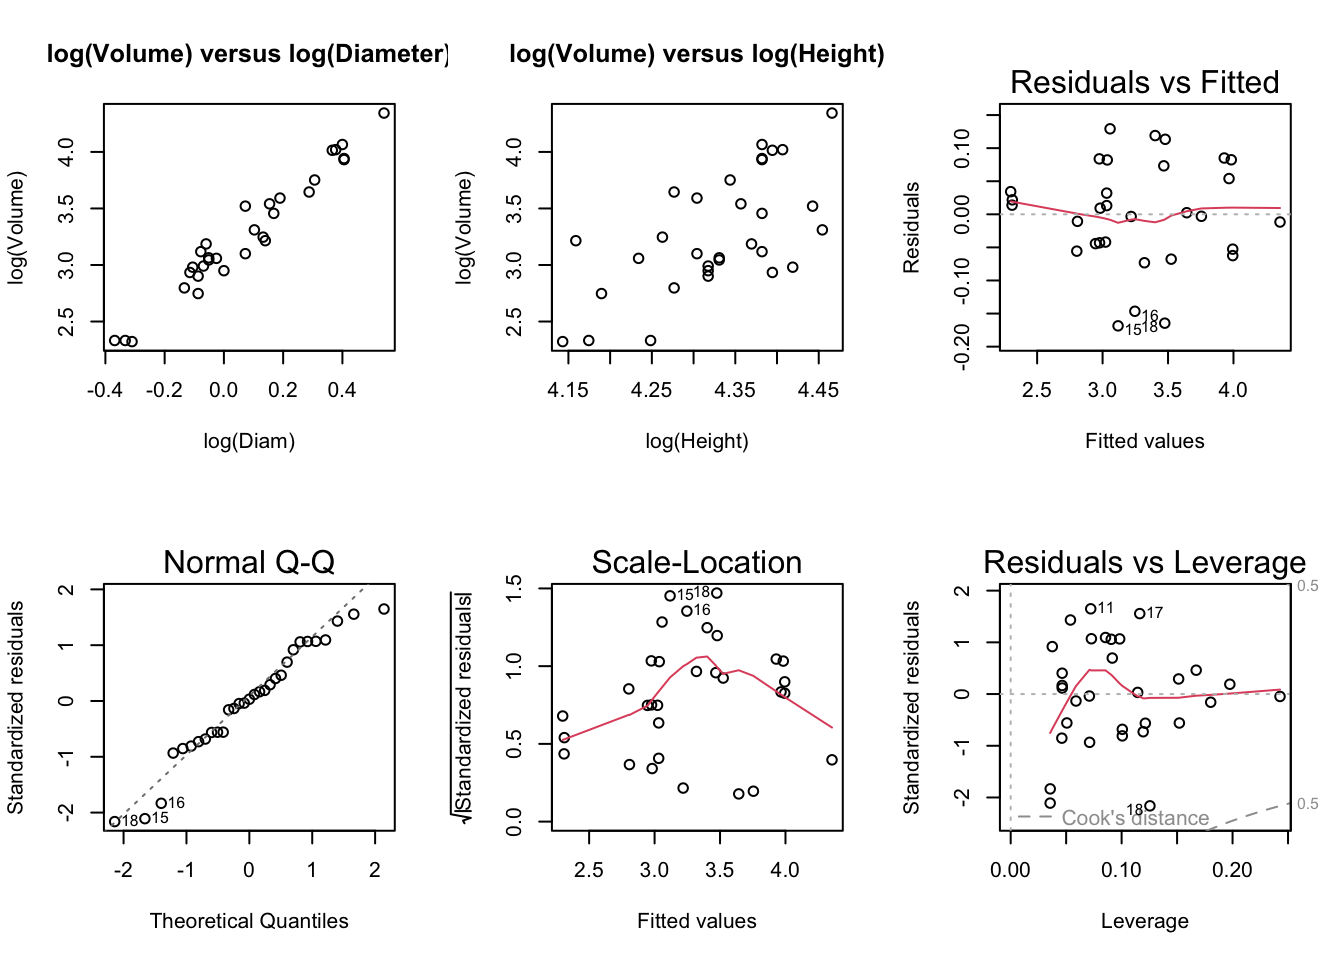 log(Volume) versus log(Diameter)
log(Volume)
2.5 3.0 3.5 4.0
-0.4 -0.2 0.0 0.2 0.4
log(Diam)
log(Volume) versus log(Height)
log(Volume)
2.5 3.0 3.5 4.0
4.15 4.25 4.35 4.45
log(Height)
Residuals vs Fitted
Residuals
-0.20 -0.10 0.00 0.10
16
15 18
2.5 3.0 3.5 4.0
Fitted values
Normal Q-Q
Standardized residuals
-2 -1 0 1 2
16
18 15
-2 -1 0 1 2
Theoretical Quantiles
Scale-Location
√|Standardized residuals|
0.0 0.5 1.0 1.5
15 18
16
2.5 3.0 3.5 4.0
Fitted values
Residuals vs Leverage
Standardized residuals
-2 -1 0 1 2
0.5
11 17
0.5
18
Cook's distance
0.00 0.10 0.20
Leverage